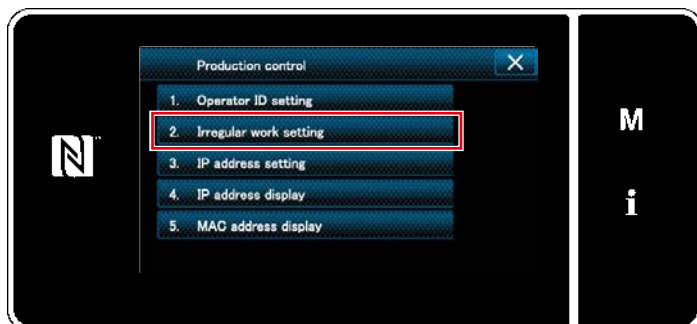 Production control
1. Operator ID setting
2. Irregular work setting
3. IP address setting
4. IP address display
5. MAC address display
M
i
N